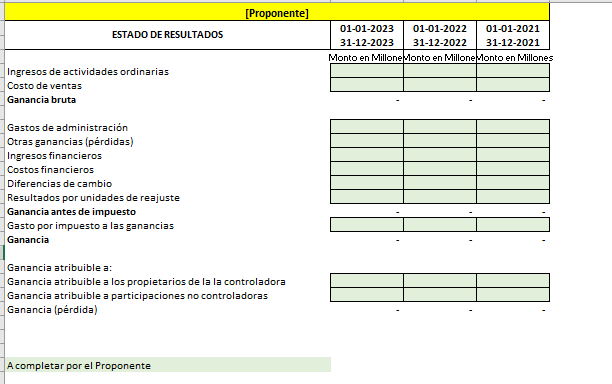 [Proponente]
ESTADO DE RESULTADOS
01-01-2023 01-01-2022 01-01-2021
31-12-2023 31-12-2022 31-12-2021
Monto en Millone Monto en Millone Monto en Millones
Ingresos de actividades ordinarias
Costo de ventas
Ganancia bruta - - -
Gastos de administración
Otras ganancias (pérdidas)
Ingresos financieros
Costos financieros
Diferencias de cambio
Resultados por unidades de reajuste
Ganancia antes de impuesto - - -
Gasto por impuesto a las ganancias
Ganancia - - -
Ganancia atribuible a:
Ganancia atribuible a los propietarios de la la controladora
Ganancia atribuible a participaciones no controladoras
Ganancia (pérdida) - - -
A completar por el Proponente